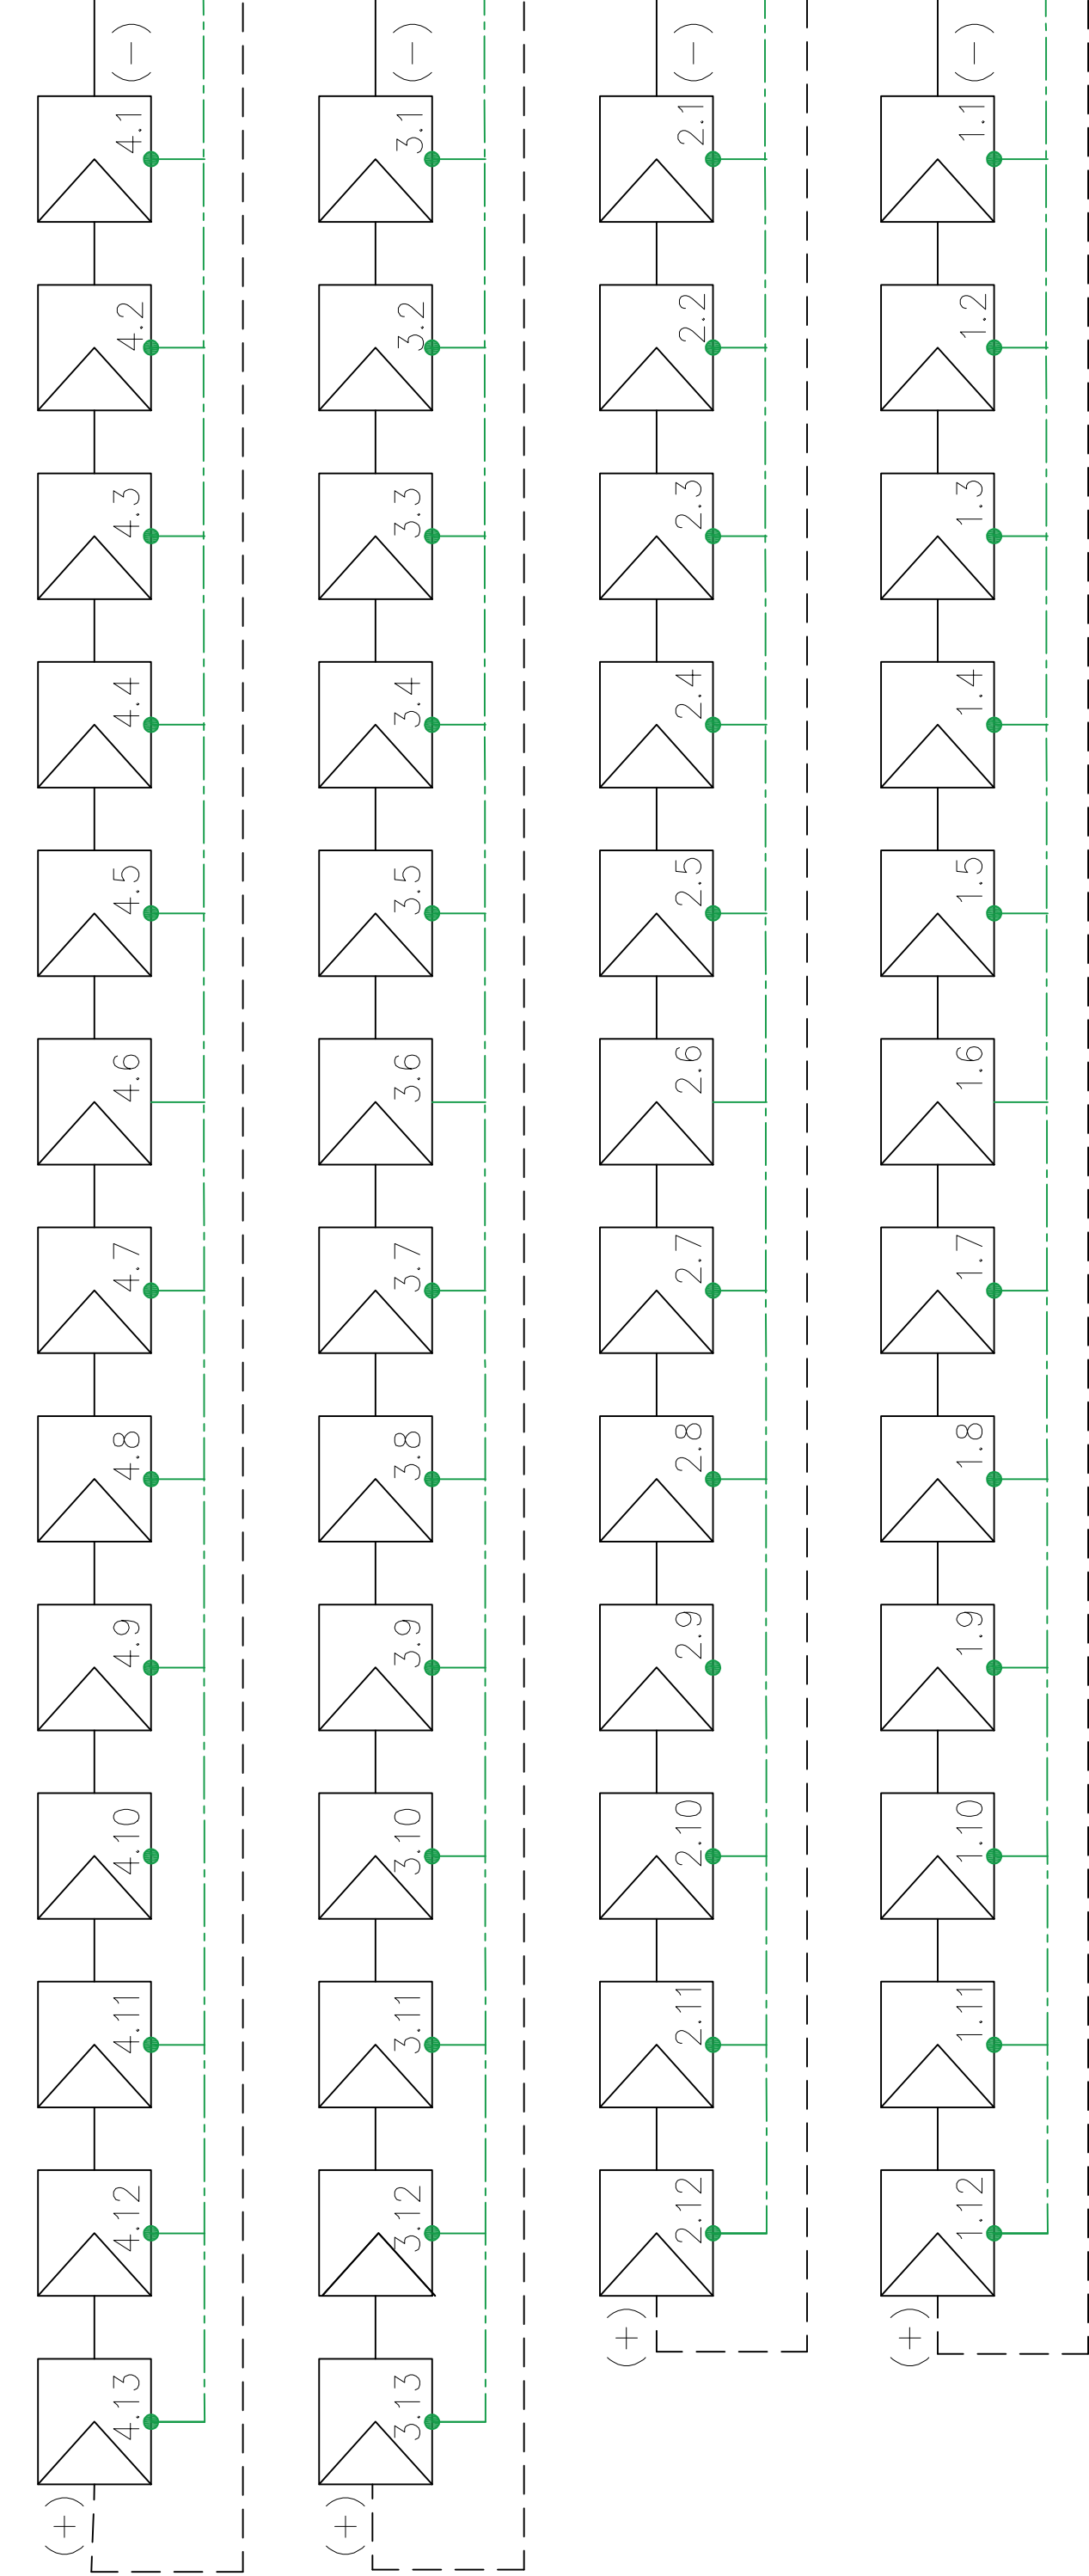 (-) (-) (-) (-)
4.1 3.1 2.1 1.1
4.2 3.2 2.2 1.2
4.3 3.3 2.3 1.3
4.4 3.4 2.4 1.4
4.5 3.5 2.5 1.5
4.6 3.6 2.6 1.6
4.7 3.7 2.7 1.7
4.8 3.8 2.8 1.8
4.9 3.9 2.9 1.9
4.10 3.10 2.10 1.10
4.11 3.11 2.11 1.11
4.12 3.12 2.12 1.12
(+) (+)
4.13 3.13
(+) (+)